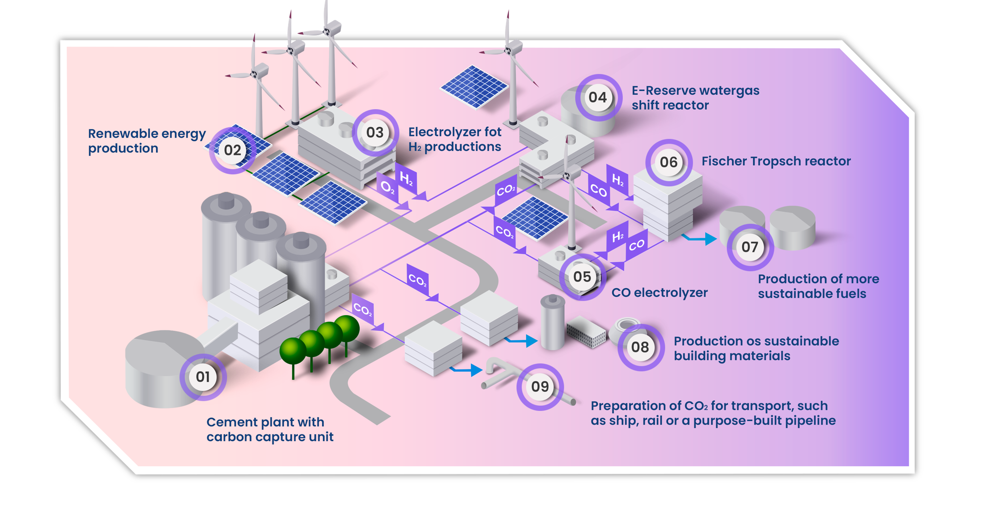 04
E-Reserve watergas
shift reactor
03
Electrolyzer fot
H₂ productions
Renewable energy
production
02
06
Fischer Tropsch reactor
O₂
H₂
CO₂
CO
H₂
CO₂
H₂
CO
07
Production of more
sustainable fuels
05
CO electrolyzer
CO₂
CO₂
08
Production os sustainable
building materials
01
Cement plant with
carbon capture unit
09
Preparation of CO₂ for transport, such
as ship, rail or a purpose-built pipeline